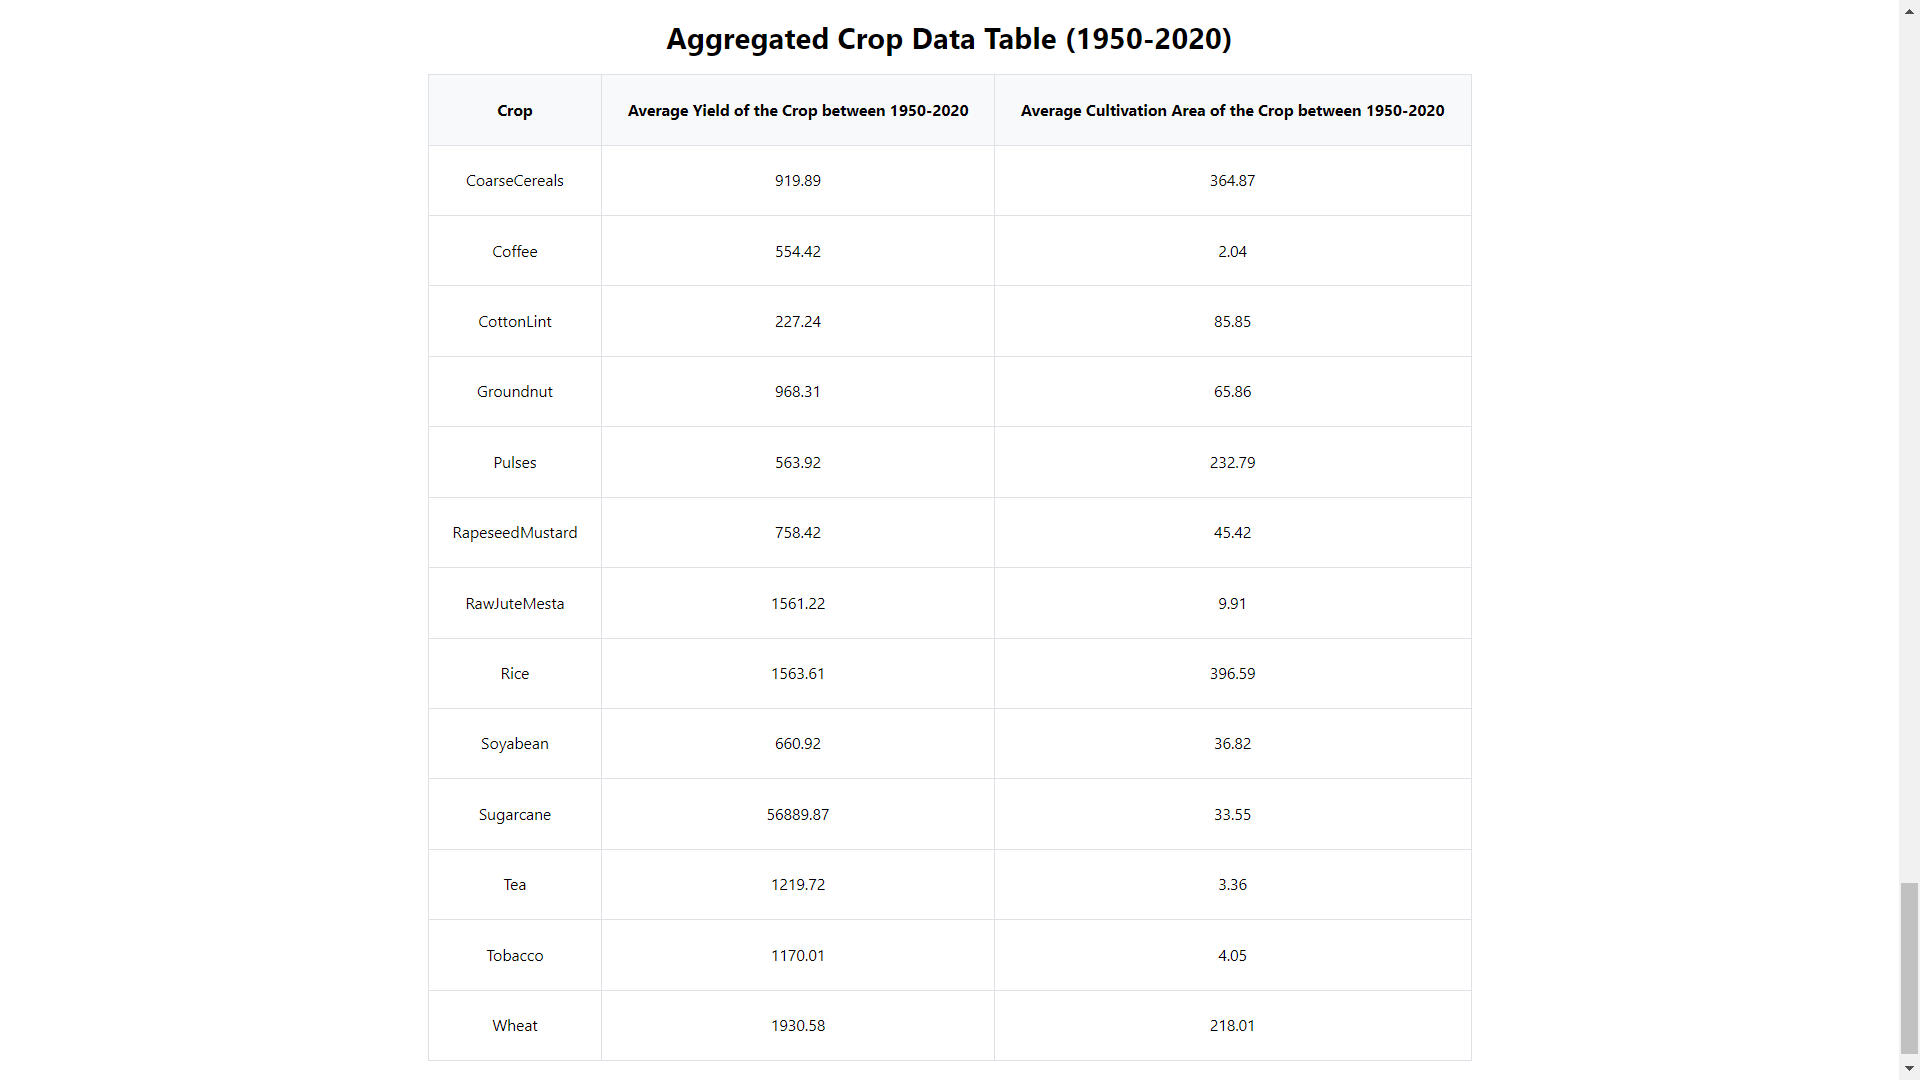 Aggregated Crop Data Table (1950-2020)
Crop Average Yield of the Crop between 1950-2020 Average Cultivation Area of the Crop between 1950-2020
CoarseCereals 919.89 364.87
Coffee 554.42 2.04
CottonLint 227.24 85.85
Groundnut 968.31 65.86
Pulses 563.92 232.79
RapeseedMustard 758.42 45.42
RawJuteMesta 1561.22 9.91
Rice 1563.61 396.59
Soyabean 660.92 36.82
Sugarcane 56889.87 33.55
Tea 1219.72 3.36
Tobacco 1170.01 4.05
Wheat 1930.58 218.01